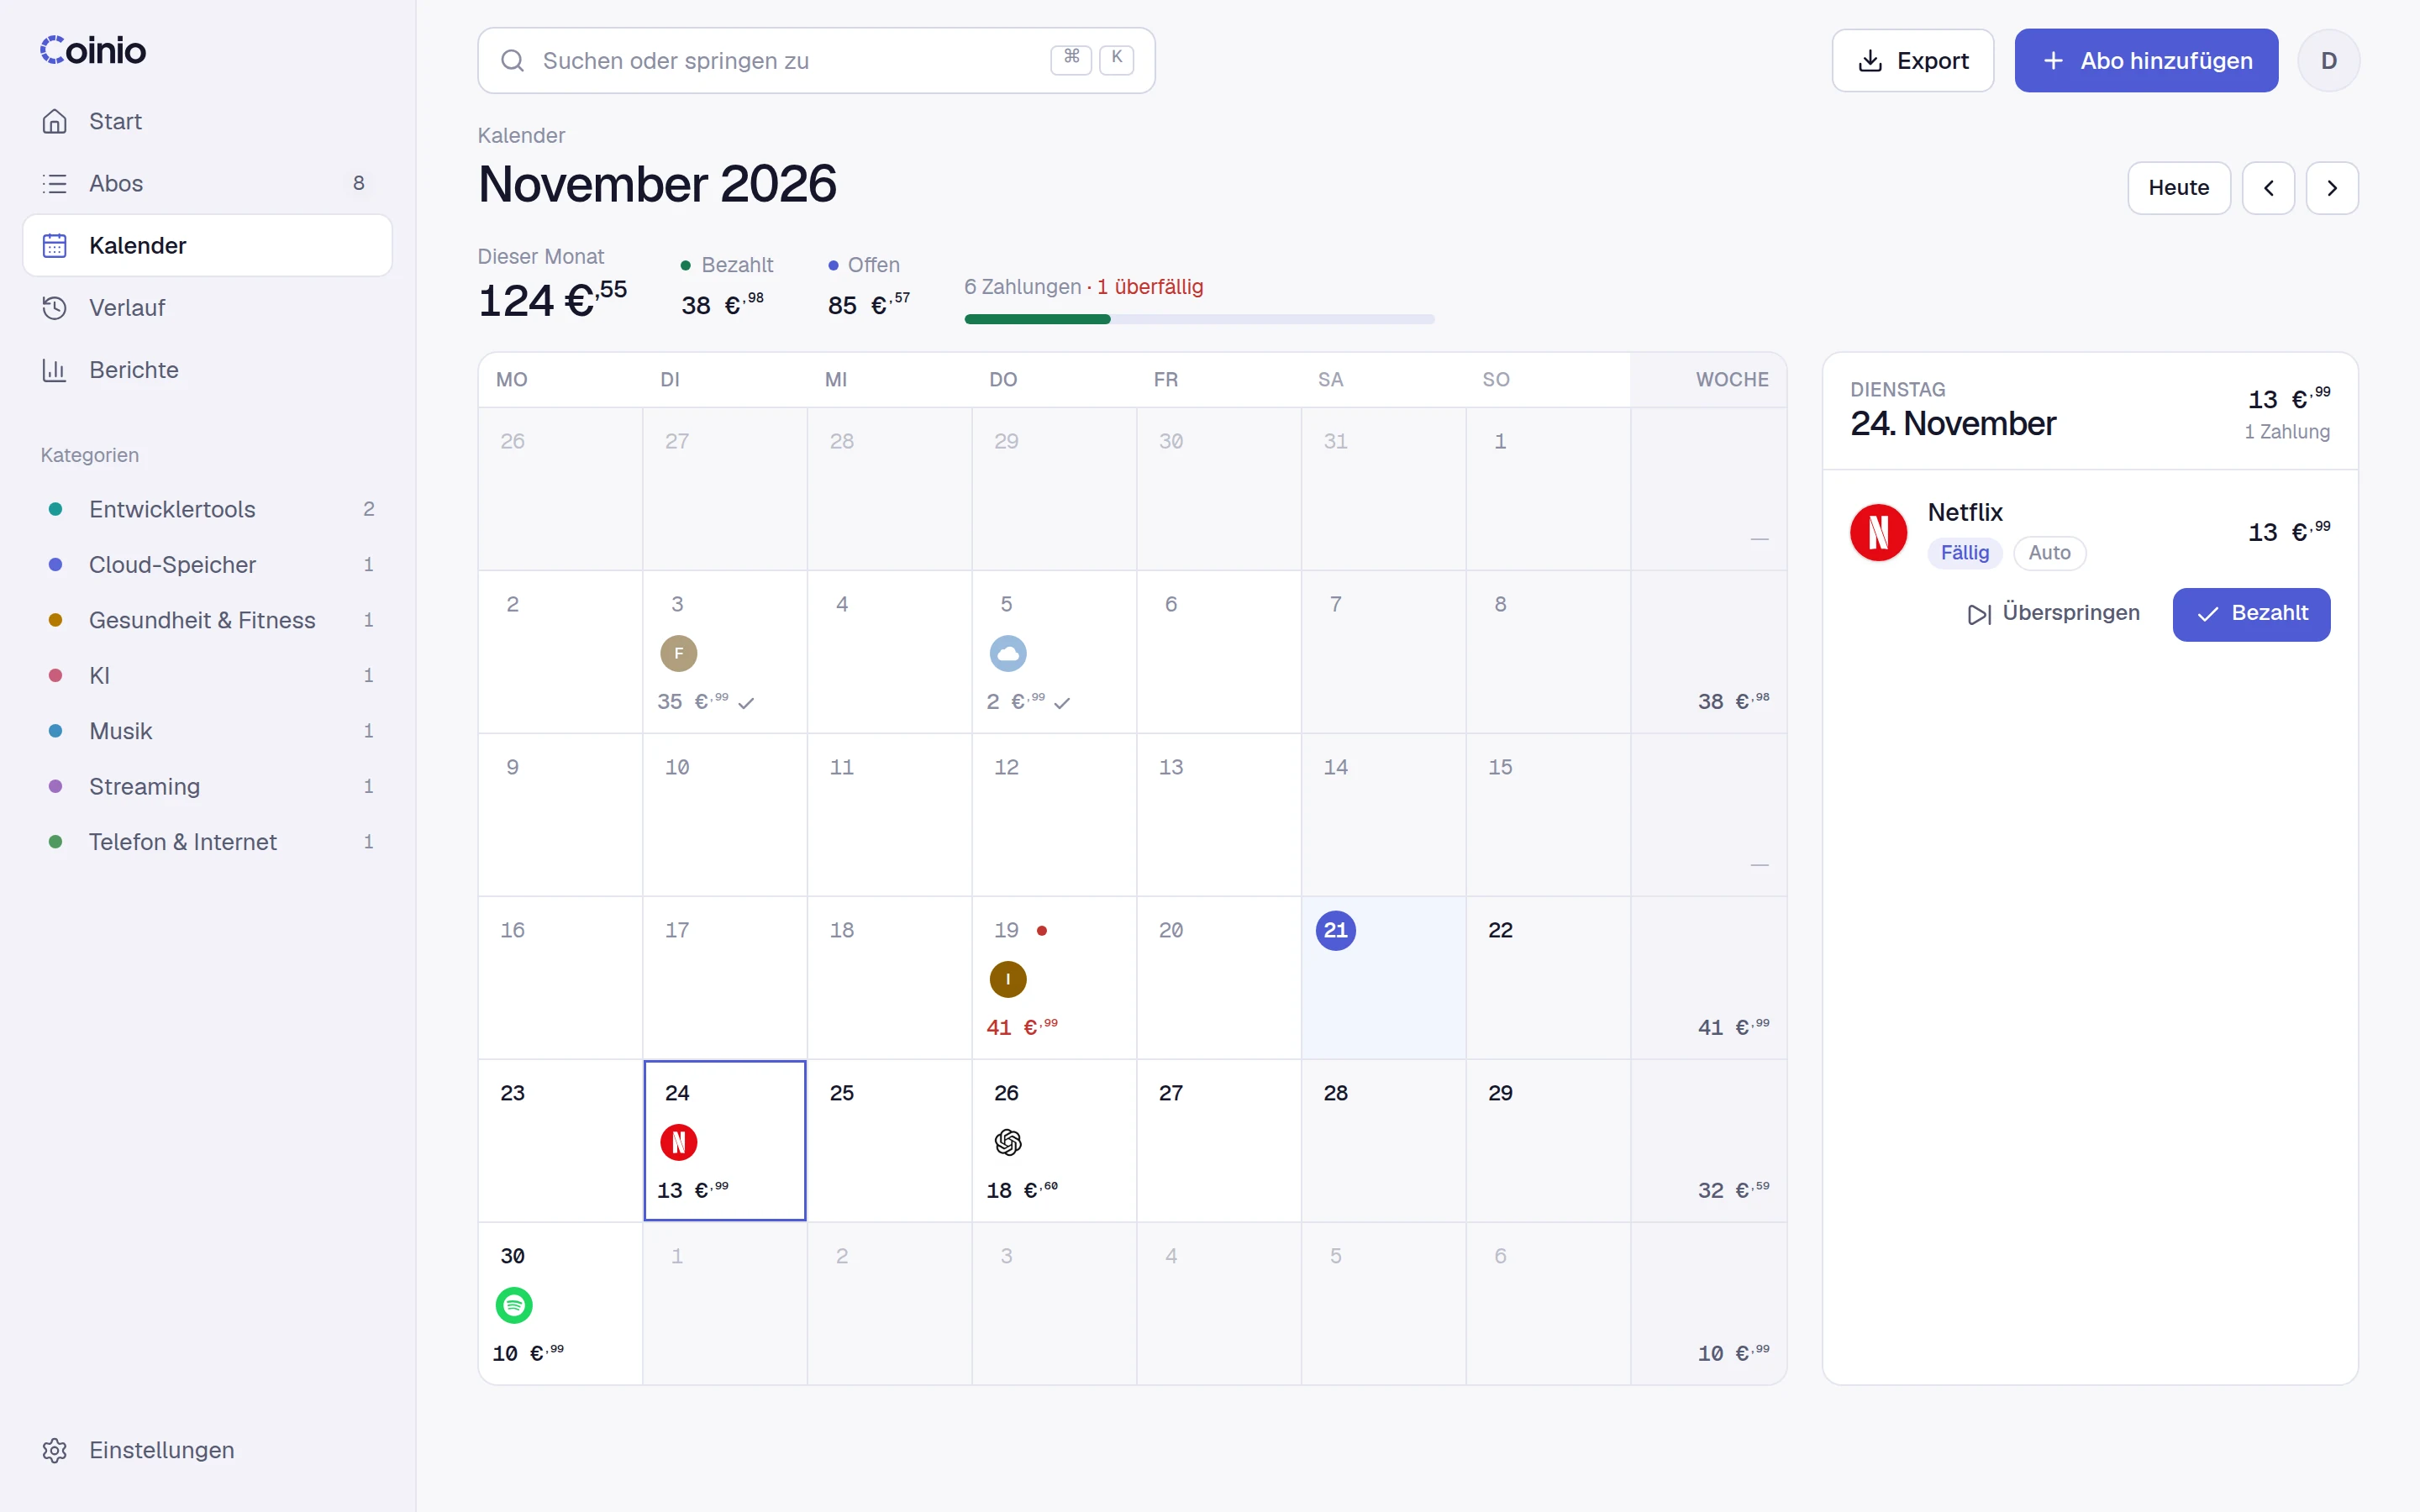 Coinio
Start
Abos 8
Kalender
Verlauf
Berichte
Kategorien
Entwicklertools 2
Cloud-Speicher 1
Gesundheit & Fitness 1
KI 1
Musik 1
Streaming 1
Telefon & Internet 1
Einstellungen
Suchen oder springen zu ⌘ K
Export
Abo hinzufügen
D
Kalender
November 2026
Heute
Dieser Monat
124 €,55
Bezahlt
38 €,98
Offen
85 €,57
6 Zahlungen · 1 überfällig
MO DI MI DO FR SA SO WOCHE
26 27 28 29 30 31 1
—
2 3 4 5 6 7 8
F
35 €,99 2 €,99 38 €,98
9 10 11 12 13 14 15
—
16 17 18 19 20 21 22
I
41 €,99 41 €,99
23 24 25 26 27 28 29
N
13 €,99 18 €,60 32 €,59
30 1 2 3 4 5 6
10 €,99 10 €,99
DIENSTAG
24. November
13 €,99
1 Zahlung
N
Netflix
Fällig Auto
13 €,99
Überspringen
Bezahlt